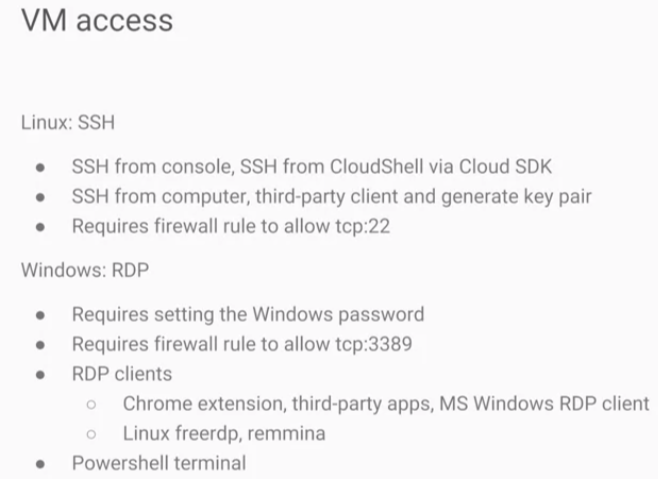 VM access
Linux: SSH
● SSH from console, SSH from CloudShell via Cloud SDK
● SSH from computer, third-party client and generate key pair
● Requires firewall rule to allow tcp:22
Windows: RDP
● Requires setting the Windows password
● Requires firewall rule to allow tcp:3389
● RDP clients
○ Chrome extension, third-party apps, MS Windows RDP client
○ Linux freerdp, remmina
● Powershell terminal